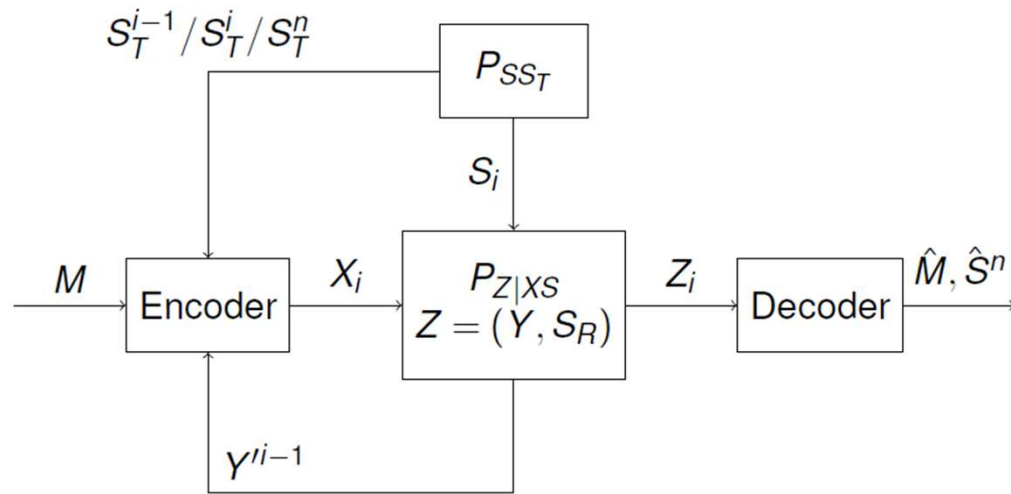 $S_T^{i-1}/S_T^i/S_T^n$
$P_{SS_T}$
$S_i$
$M$
Encoder
$X_i$
$P_{Z|XS}$
$Z = (Y, S_R)$
$Z_i$
Decoder
$\hat{M}, \hat{S}^n$
$Y'^{i-1}$